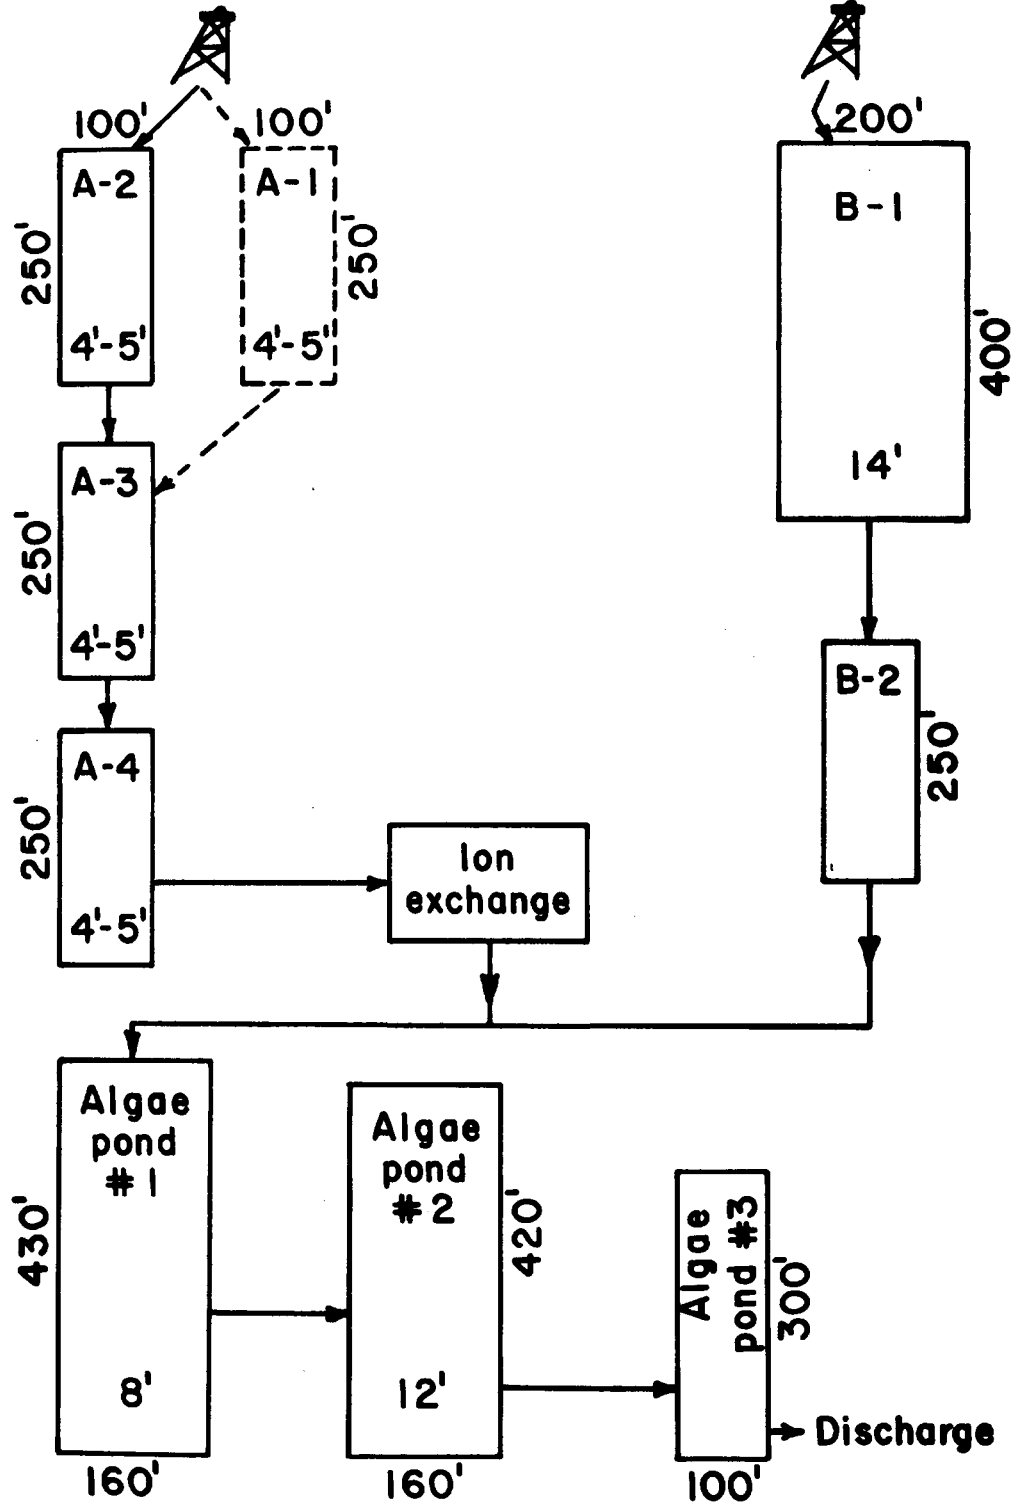 100'
100'
200'
A-2
A-1
B-1
250'
250'
4'-5'
4'-5"
400'
14'
A-3
250'
4'-5'
B-2
250'
A-4
250'
4'-5'
Ion
exchange
Algae
pond
#1
430'
8'
160'
Algae
pond
#2
420'
12'
160'
Algae
pond #3
300'
100'
Discharge